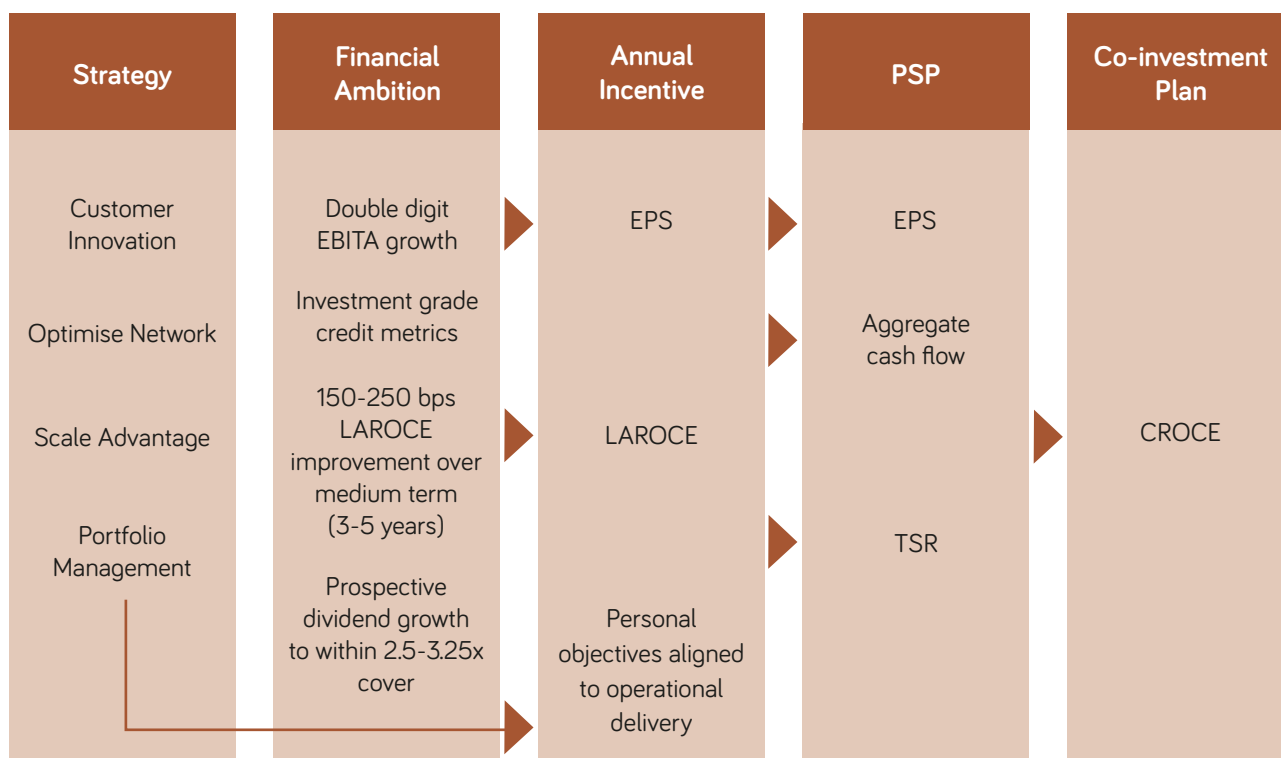 Strategy
Customer
Innovation
Optimise Network
Scale Advantage
Portfolio
Management
Financial
Ambition
Double digit
EBITA growth
Investment grade
credit metrics
150-250 bps
LAROCE
improvement over
medium term
(3-5 years)
Prospective
dividend growth
to within 2.5-3.25x
cover
Annual
Incentive
EPS
LAROCE
Personal
objectives aligned
to operational
delivery
PSP
EPS
Aggregate
cash flow
TSR
Co-investment
Plan
CROCE